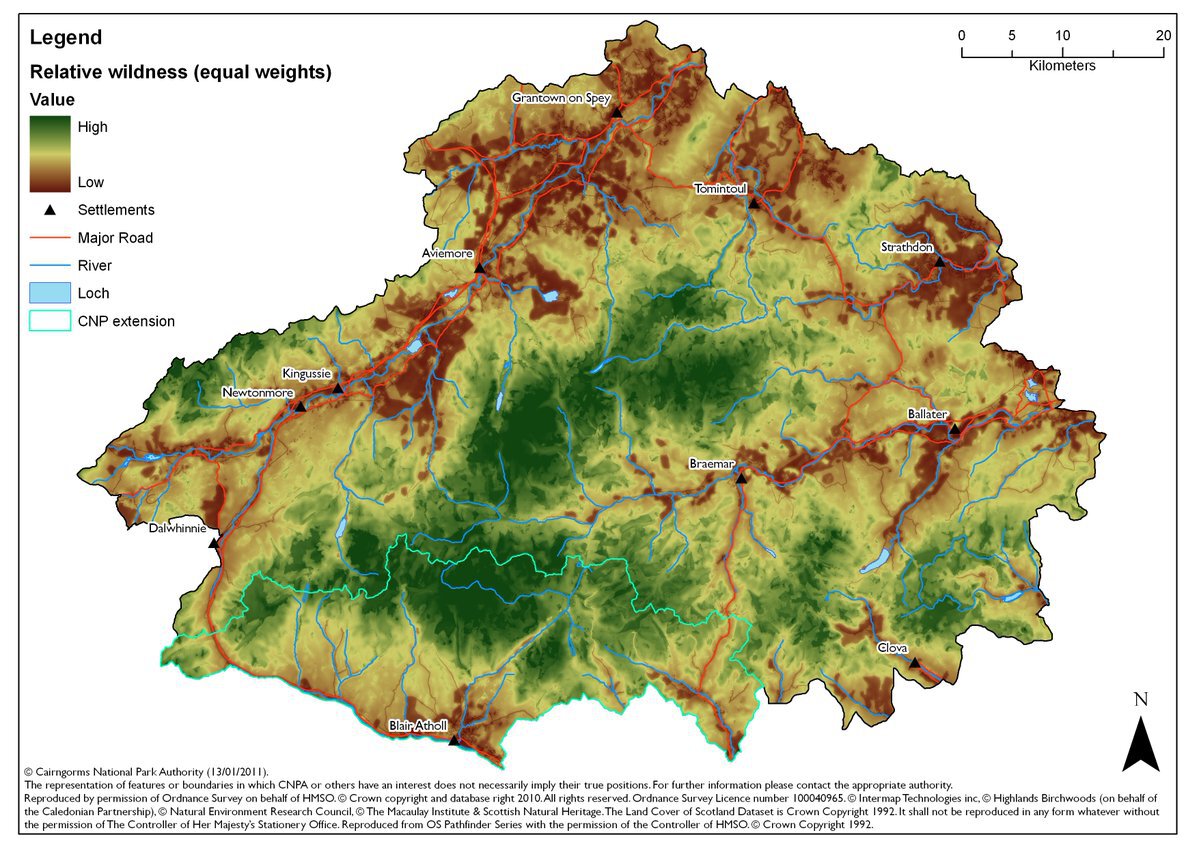 Legend
Relative wildness (equal weights)
Value
High
Low
Settlements
Major Road
River
Loch
CNP extension
0 5 10 20
Kilometers
Grantown on Spey
Tomintoul
Strathdon
Aviemore
Kingussie
Newtonmore
Ballater
Braemar
Dalwhinnie
Clova
Blair Atholl
N
© Cairngorms National Park Authority (13/01/2011).
The representation of features or boundaries in which CNPA or others have an interest does not necessarily imply their true positions. For further information please contact the appropriate authority.
Reproduced by permission of Ordnance Survey on behalf of HMSO. © Crown copyright and database right 2010. All rights reserved. Ordnance Survey Licence number 100040965. © Intermap Technologies inc, © Highlands Birchwoods (on behalf of
the Caledonian Partnership), © Natural Environment Research Council, © The Macaulay Institute & Scottish Natural Heritage. The Land Cover of Scotland Dataset is Crown Copyright 1992. It shall not be reproduced in any form whatever without
the permission of The Controller of Her Majesty's Stationery Office. Reproduced from OS Pathfinder Series with the permission of the Controller of HMSO. © Crown Copyright 1992.